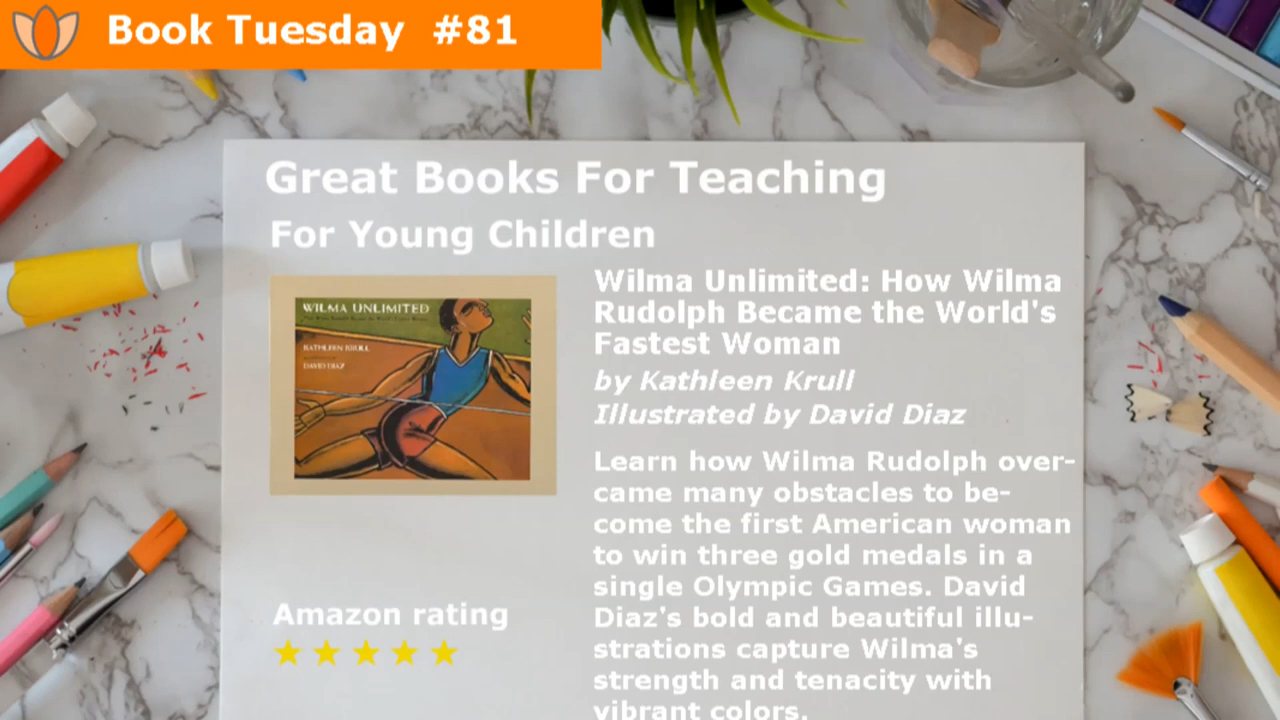 Book Tuesday #81
Great Books For Teaching
For Young Children
WILMA UNLIMITED
KATHLEEN KRULL
DAVID DIAZ
Wilma Unlimited: How Wilma
Rudolph Became the World's
Fastest Woman
by Kathleen Krull
Illustrated by David Diaz
Learn how Wilma Rudolph over-
came many obstacles to be-
come the first American woman
to win three gold medals in a
single Olympic Games. David
Diaz's bold and beautiful illu-
strations capture Wilma's
strength and tenacity with
vibrant colors.
Amazon rating